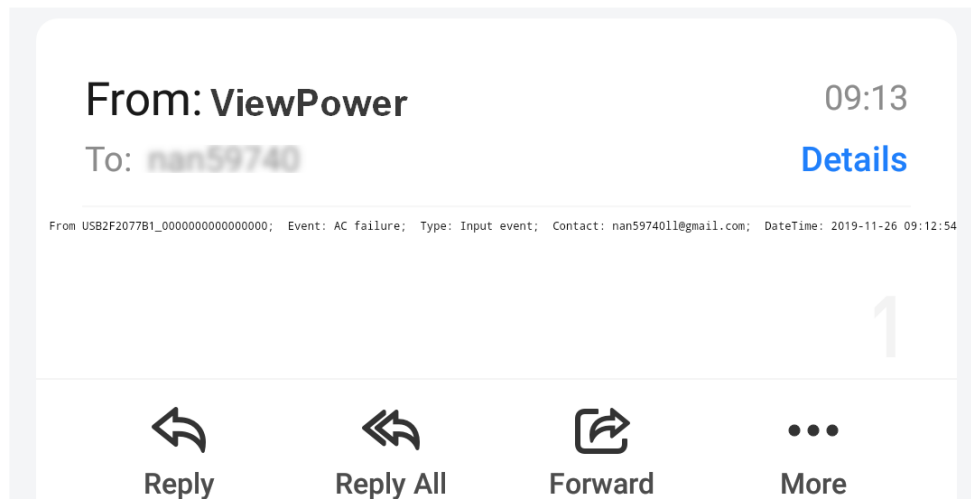 From: ViewPower
09:13
To: nan59740
Details
From USB2F2077B1_0000000000000000; Event: AC failure; Type: Input event; Contact: nan59740ll@gmail.com; DateTime: 2019-11-26 09:12:54
1
Reply
Reply All
Forward
More